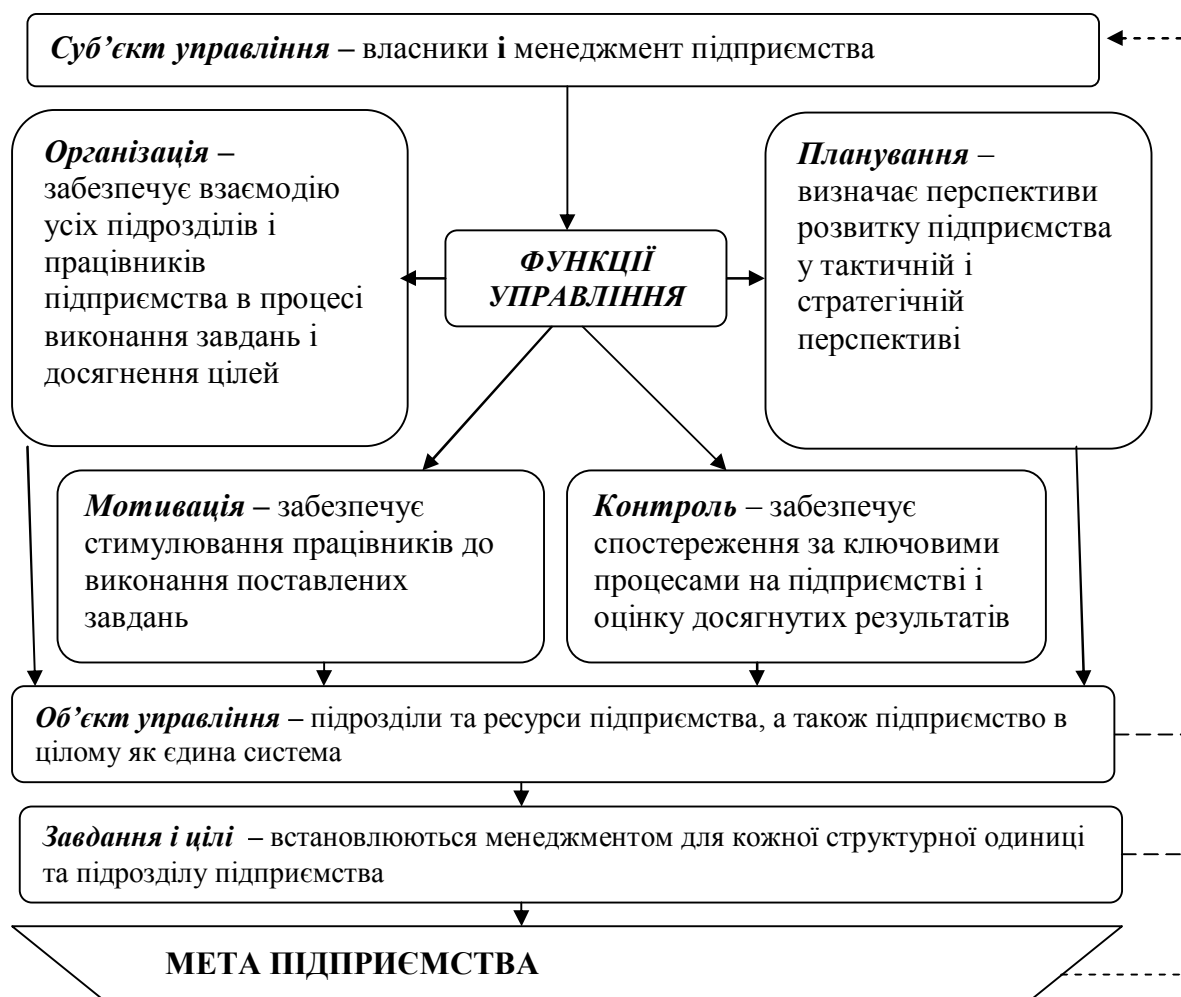 Суб’єкт управління – власники і менеджмент підприємства
Організація –
забезпечує взаємодію
усіх підрозділів і
працівників
підприємства в процесі
виконання завдань і
досягнення цілей
ФУНКЦІЇ
УПРАВЛІННЯ
Планування –
визначає перспективи
розвитку підприємства
у тактичній і
стратегічній
перспективі
Мотивація – забезпечує
стимулювання працівників до
виконання поставлених
завдань
Контроль – забезпечує
спостереження за ключовими
процесами на підприємстві і
оцінку досягнутих результатів
Об’єкт управління – підрозділи та ресурси підприємства, а також підприємство в
цілому як єдина система
Завдання і цілі – встановлюються менеджментом для кожної структурної одиниці
та підрозділу підприємства
МЕТА ПІДПРИЄМСТВА